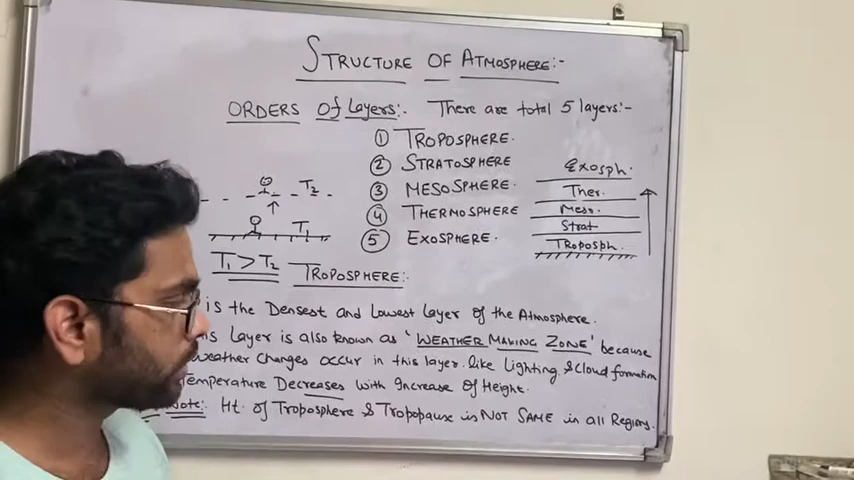 STRUCTURE OF ATMOSPHERE:-
ORDERS Of Layers:- There are total 5 layers:-
① TROPOSPHERE.
② STRATOSPHERE
③ MESOSPHERE.
④ THERMOSPHERE
⑤ EXOSPHERE.
Exosph.
Ther.
Meso.
Strat
Troposph.
T₂
T₁
T₁ > T₂
TROPOSPHERE:-
is the Densest and Lowest Layer of the Atmosphere.
Layer is also known as 'WEATHER MAKING ZONE' because
weather changes occur in this layer. like Lighting & cloud formation
Temperature Decreases with Increase of Height.
Note:- Ht. of Troposphere & Tropopause is NOT SAME in all Regions.